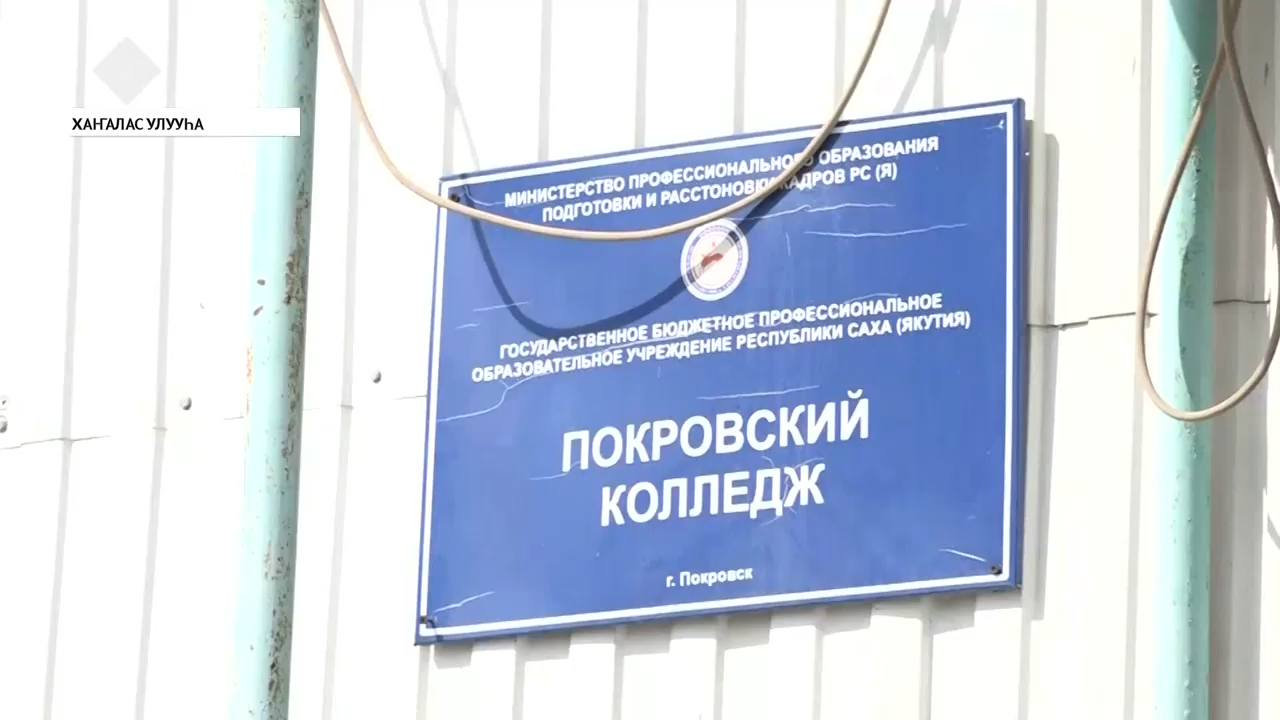 ХАҤАЛАС УЛУУҺА
МИНИСТЕРСТВО ПРОФЕССИОНАЛЬНОГО ОБРАЗОВАНИЯ
ПОДГОТОВКИ И РАССТОНОВКИ КАДРОВ РС (Я)
ГОСУДАРСТВЕННОЕ БЮДЖЕТНОЕ ПРОФЕССИОНАЛЬНОЕ
ОБРАЗОВАТЕЛЬНОЕ УЧРЕЖДЕНИЕ РЕСПУБЛИКИ САХА (ЯКУТИЯ)
ПОКРОВСКИЙ
КОЛЛЕДЖ
г. Покровск